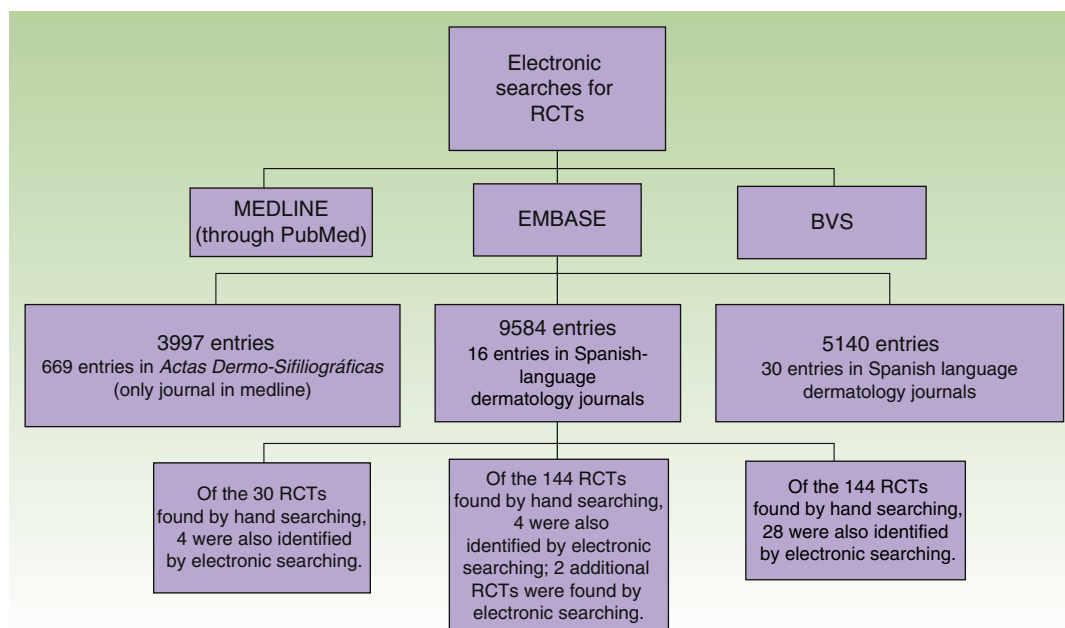 Electronic
searches for
RCTs
MEDLINE
(through PubMed)
EMBASE
BVS
3997 entries
669 entries in Actas Dermo-Sifiliográficas
(only journal in medline)
9584 entries
16 entries in Spanish-
language
dermatology journals
5140 entries
30 entries in Spanish language
dermatology journals
Of the 30 RCTs
found by hand searching,
4 were also identified
by electronic searching.
Of the 144 RCTs
found by hand searching,
4 were also
identified by electronic
searching; 2 additional
RCTs were found by
electronic searching.
Of the 144 RCTs
found by hand searching,
28 were also identified
by electronic searching.